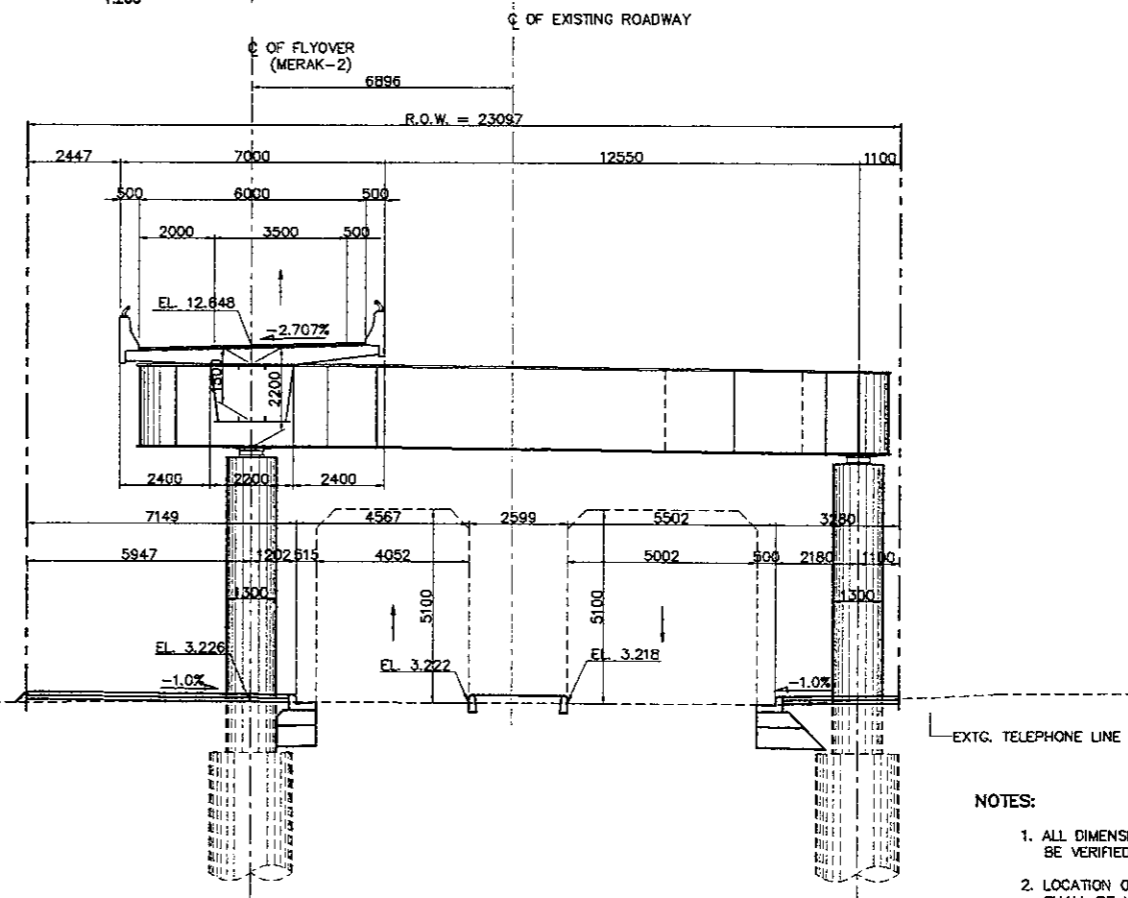 ℄ OF EXISTING ROADWAY
℄ OF FLYOVER
(MERAK-2)
6896
R.O.W. = 23097
2447 7000 12550 1100
500 6000 500
2000 3500 500
EL. 12.648
-2.707%
1500
2200
2400 2200 2400
7149 4567 2599 5502 3280
5947 1202 515 4052 5002 500 2180 1100
1300 5100 5100 1300
EL. 3.226
EL. 3.222
EL. 3.218
-1.0%
-1.0%
EXTG. TELEPHONE LINE
NOTES:
1. ALL DIMENS
BE VERIFIED
2. LOCATION O